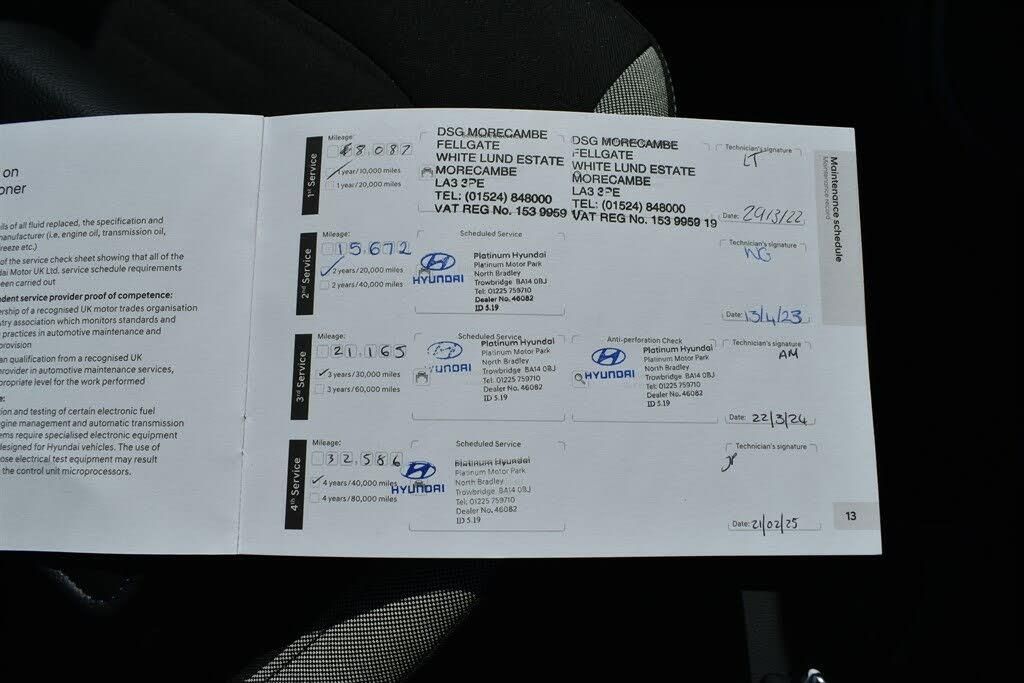 on
oner
ils of all fluid replaced, the specification and
manufacturer (i.e. engine oil, transmission oil,
reeze etc.)
of the service check sheet showing that all of the
dai Motor UK Ltd. service schedule requirements
een carried out
ndent service provider proof of competence:
ership of a recognised UK motor trades organisation
stry association which monitors standards and
practices in automotive maintenance and
provision
an qualification from a recognised UK
provider in automotive maintenance services,
propriate level for the work performed
e:
ion and testing of certain electronic fuel
ngine management and automatic transmission
ems require specialised electronic equipment
designed for Hyundai vehicles. The use of
ose electrical test equipment may result
the control unit microprocessors.
Maintenance schedule
Maintenance record
1st Service
Mileage:
8,087
1 year/10,000 miles
1 year/20,000 miles
DSG MORECAMBE
FELLGATE
WHITE LUND ESTATE
MORECAMBE
LA3 3PE
TEL: (01524) 848000
VAT REG No. 153 9959
DSG MORECAMBE
FELLGATE
WHITE LUND ESTATE
MORECAMBE
LA3 3PE
TEL: (01524) 848000
VAT REG No. 153 9959 19
Technician's signature
LT
Date: 29/3/22
2nd Service
Mileage:
15,672
2 years/20,000 miles
2 years/40,000 miles
Scheduled Service
HYUNDAI
Platinum Hyundai
Platinum Motor Park
North Bradley
Trowbridge BA14 0BJ
Tel: 01225 759710
Dealer No. 46082
ID 5.19
Technician's signature
WG
Date: 13/4/23
3rd Service
Mileage:
21,165
3 years/30,000 miles
3 years/60,000 miles
Scheduled Service
YUNDAI
Platinum Hyundai
Platinum Motor Park
North Bradley
Trowbridge BA14 0BJ
Tel: 01225 759710
Dealer No. 46082
ID 5.19
Anti-perforation Check
HYUNDAI
Platinum Hyundai
Platinum Motor Park
North Bradley
Trowbridge BA14 0BJ
Tel: 01225 759710
Dealer No. 46082
ID 5.19
Technician's signature
AM
Date: 22/3/24
4th Service
Mileage:
32,586
4 years/40,000 miles
4 years/80,000 miles
Scheduled Service
HYUNDAI
Platinum Hyundai
Platinum Motor Park
North Bradley
Trowbridge BA14 0BJ
Tel: 01225 759710
Dealer No. 46082
ID 5.19
Technician's signature
Date: 21/02/25
13